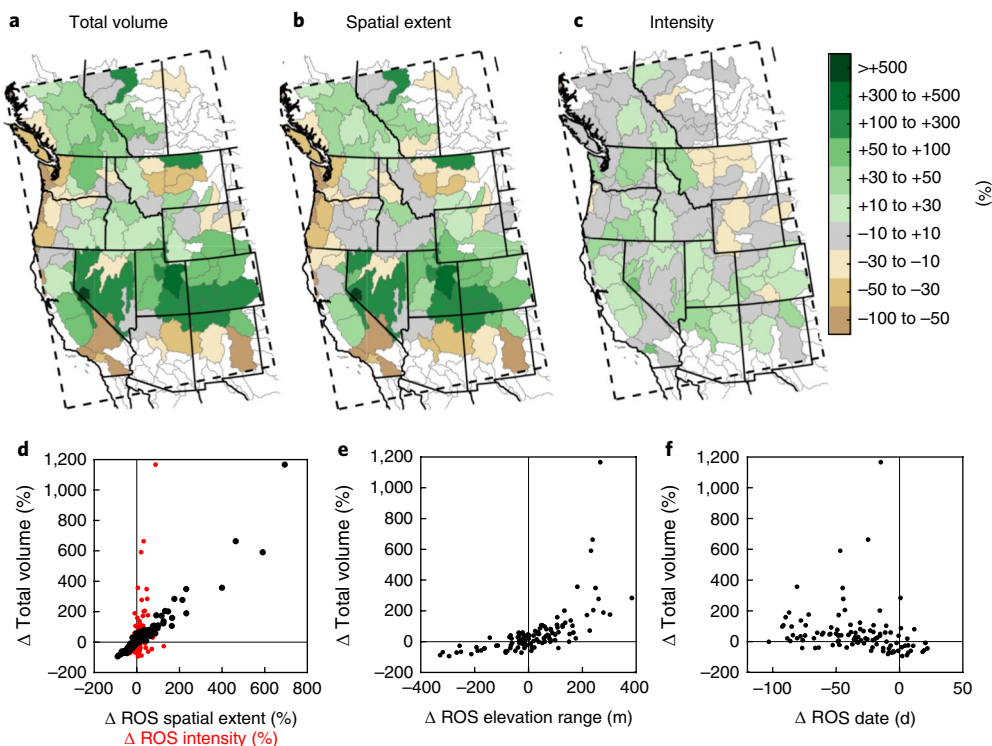 a Total volume
b Spatial extent
c Intensity
>+500
+300 to +500
+100 to +300
+50 to +100
+30 to +50
+10 to +30
−10 to +10
−30 to −10
−50 to −30
−100 to −50
(%)
d
1,200
1,000
800
600
400
200
0
−200
Δ Total volume (%)
−200 0 200 400 600 800
Δ ROS spatial extent (%)
Δ ROS intensity (%)
e
1,200
1,000
800
600
400
200
0
−200
Δ Total volume (%)
−400 −200 0 200 400
Δ ROS elevation range (m)
f
1,200
1,000
800
600
400
200
0
−200
Δ Total volume (%)
−100 −50 0 50
Δ ROS date (d)